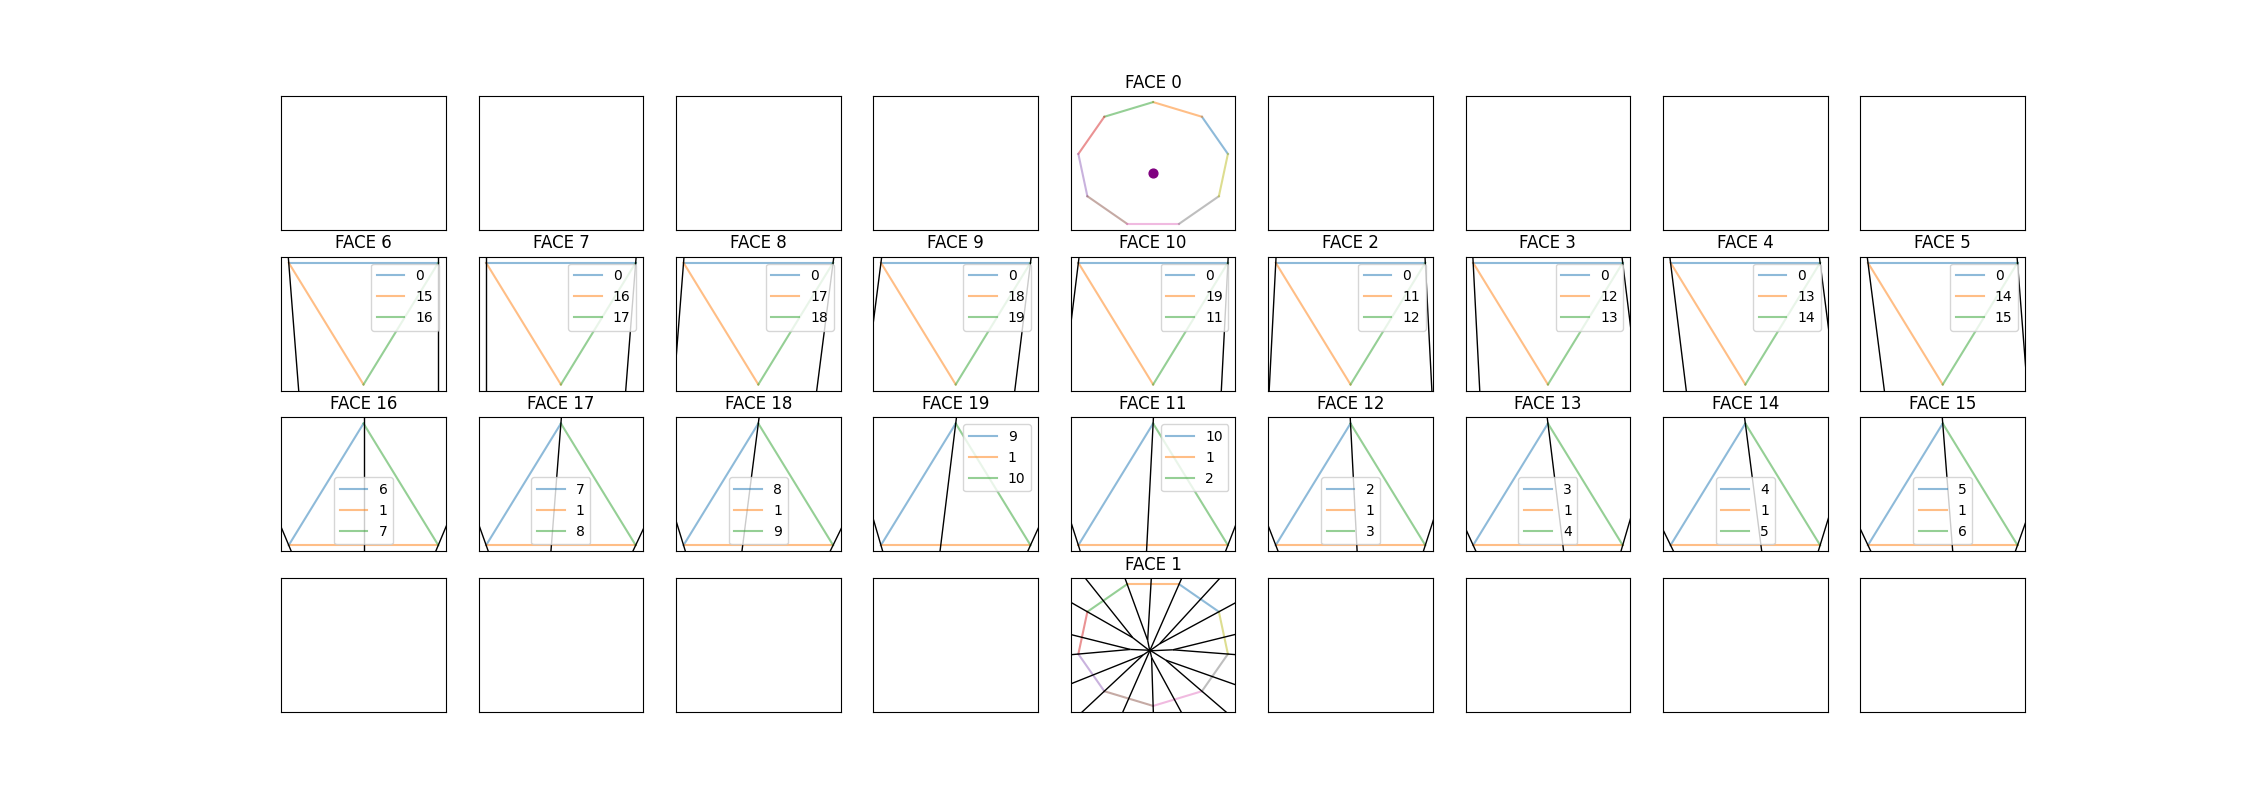 FACE 0
FACE 6
FACE 7
FACE 8
FACE 9
FACE 10
FACE 2
FACE 3
FACE 4
FACE 5
0
15
16
0
16
17
0
17
18
0
18
19
0
19
11
0
11
12
0
12
13
0
13
14
0
14
15
FACE 16
FACE 17
FACE 18
FACE 19
FACE 11
FACE 12
FACE 13
FACE 14
FACE 15
6
1
7
7
1
8
8
1
9
9
1
10
10
1
2
2
1
3
3
1
4
4
1
5
5
1
6
FACE 1